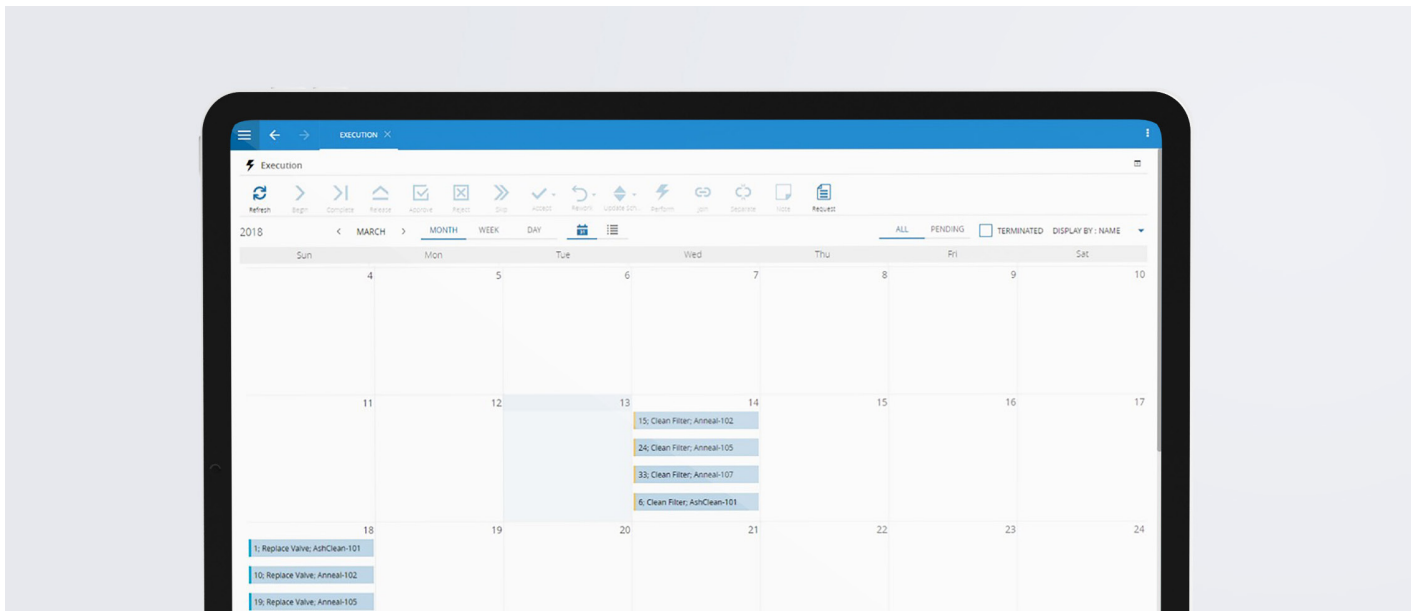 EXECUTION
Execution
Refresh Begin Complete Release Approve Reject Skip Accept Rework Update Sch... Perform Join Separate Note Request
2018 < MARCH > MONTH WEEK DAY 31 ALL PENDING TERMINATED DISPLAY BY : NAME
Sun Mon Tue Wed Thu Fri Sat
4 5 6 7 8 9 10
11 12 13 14 15 16 17
15; Clean Filter; Anneal-102
24; Clean Filter; Anneal-105
33; Clean Filter; Anneal-107
6; Clean Filter; AshClean-101
18 19 20 21 22 23 24
1; Replace Valve; AshClean-101
10; Replace Valve; Anneal-102
19; Replace Valve; Anneal-105